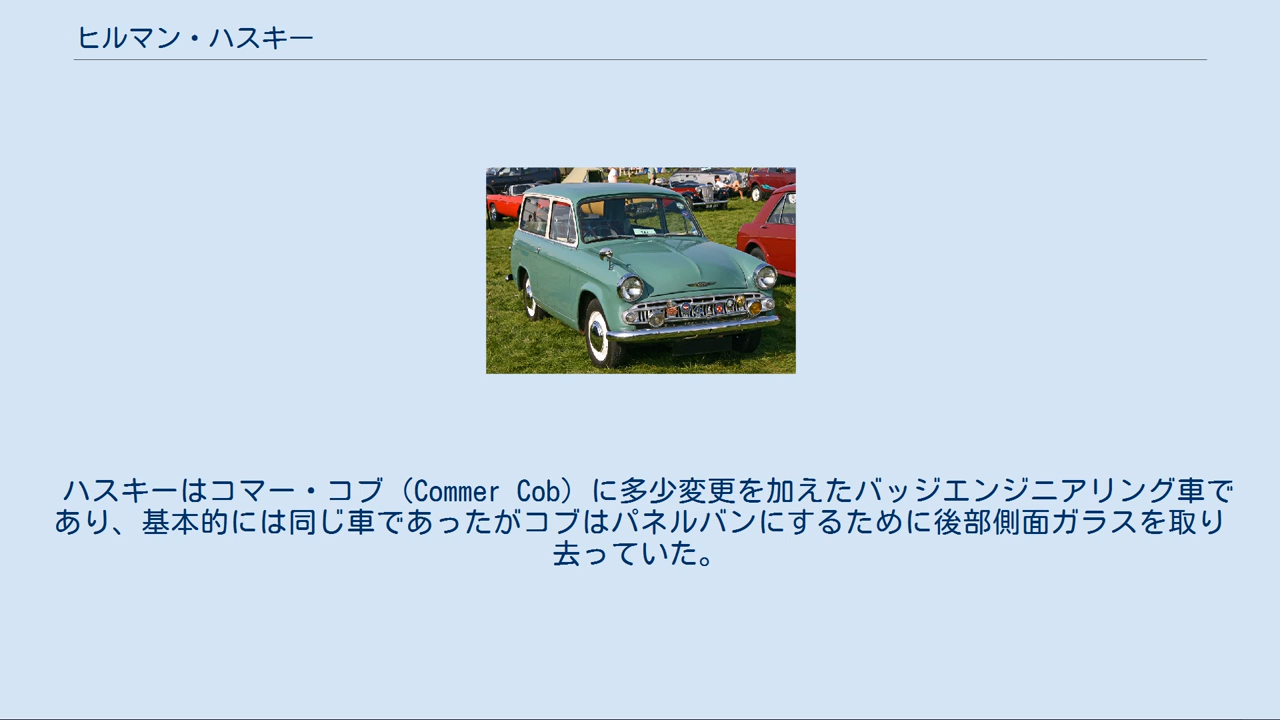 ヒルマン・ハスキー
ハスキーはコマー・コブ（Commer Cob）に多少変更を加えたバッジエンジニアリング車で
あり、基本的には同じ車であったがコブはパネルバンにするために後部側面ガラスを取り
去っていた。